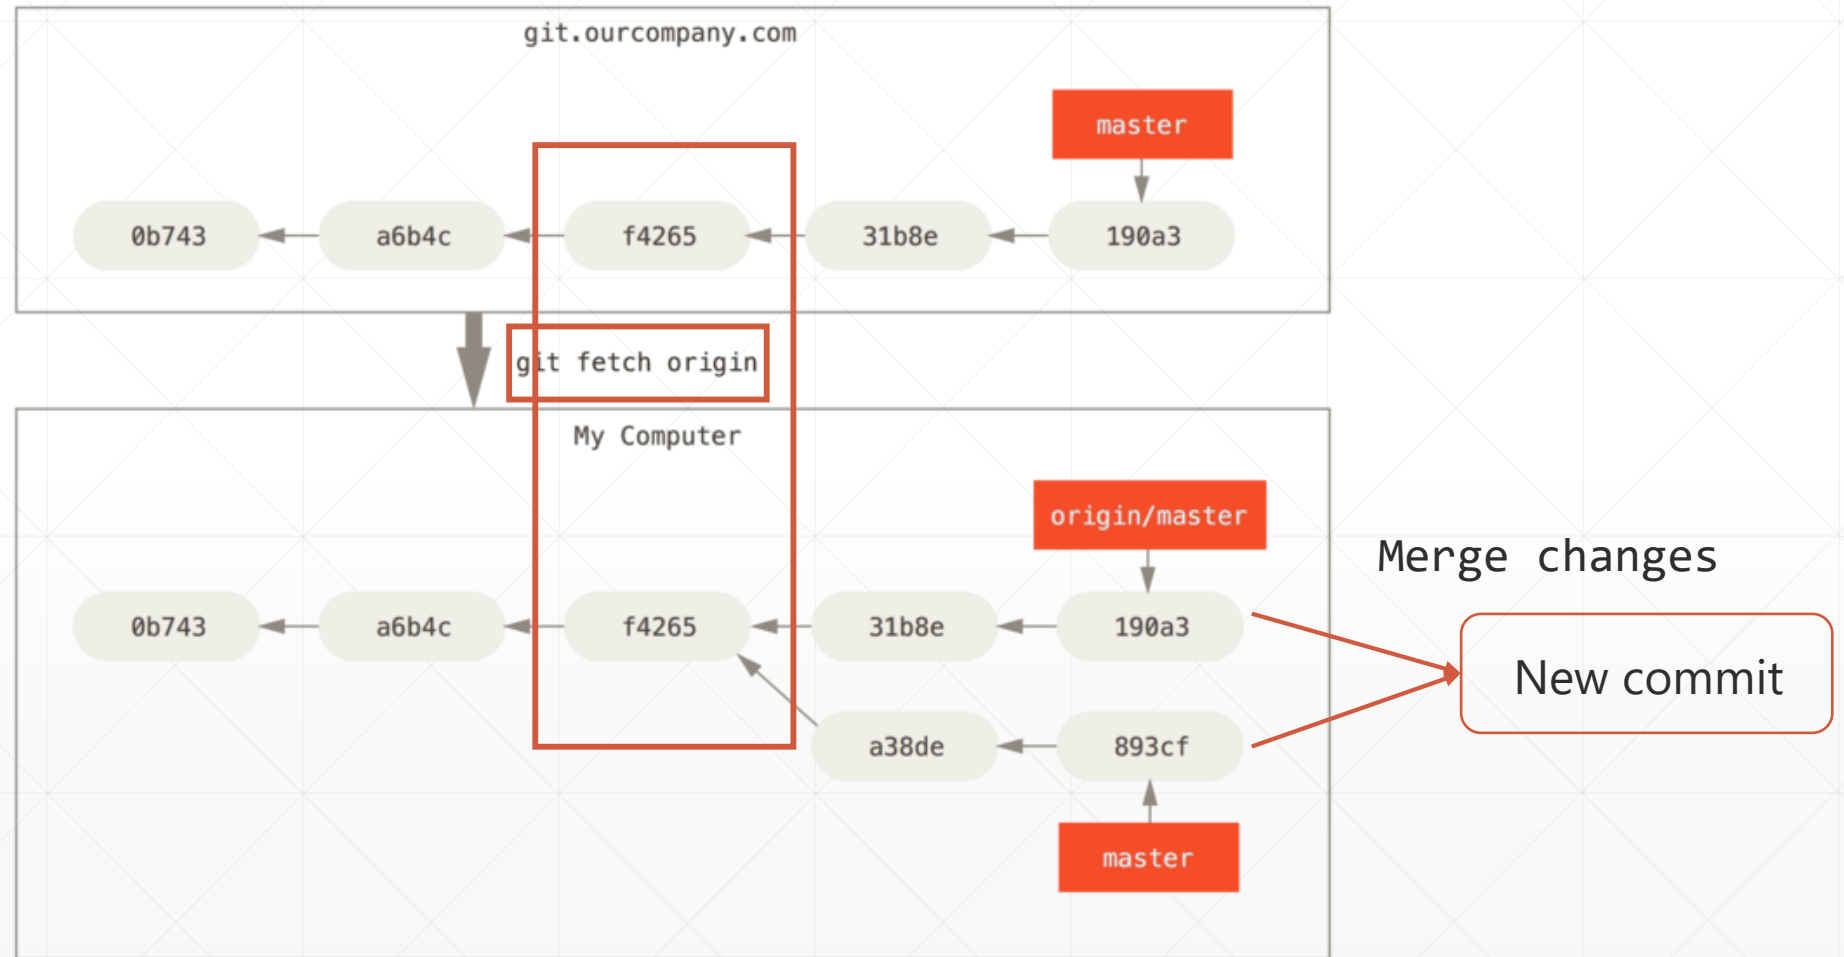 git.ourcompany.com
master
0b743 a6b4c f4265 31b8e 190a3
git fetch origin
My Computer
origin/master
Merge changes
0b743 a6b4c f4265 31b8e 190a3
New commit
a38de 893cf
master